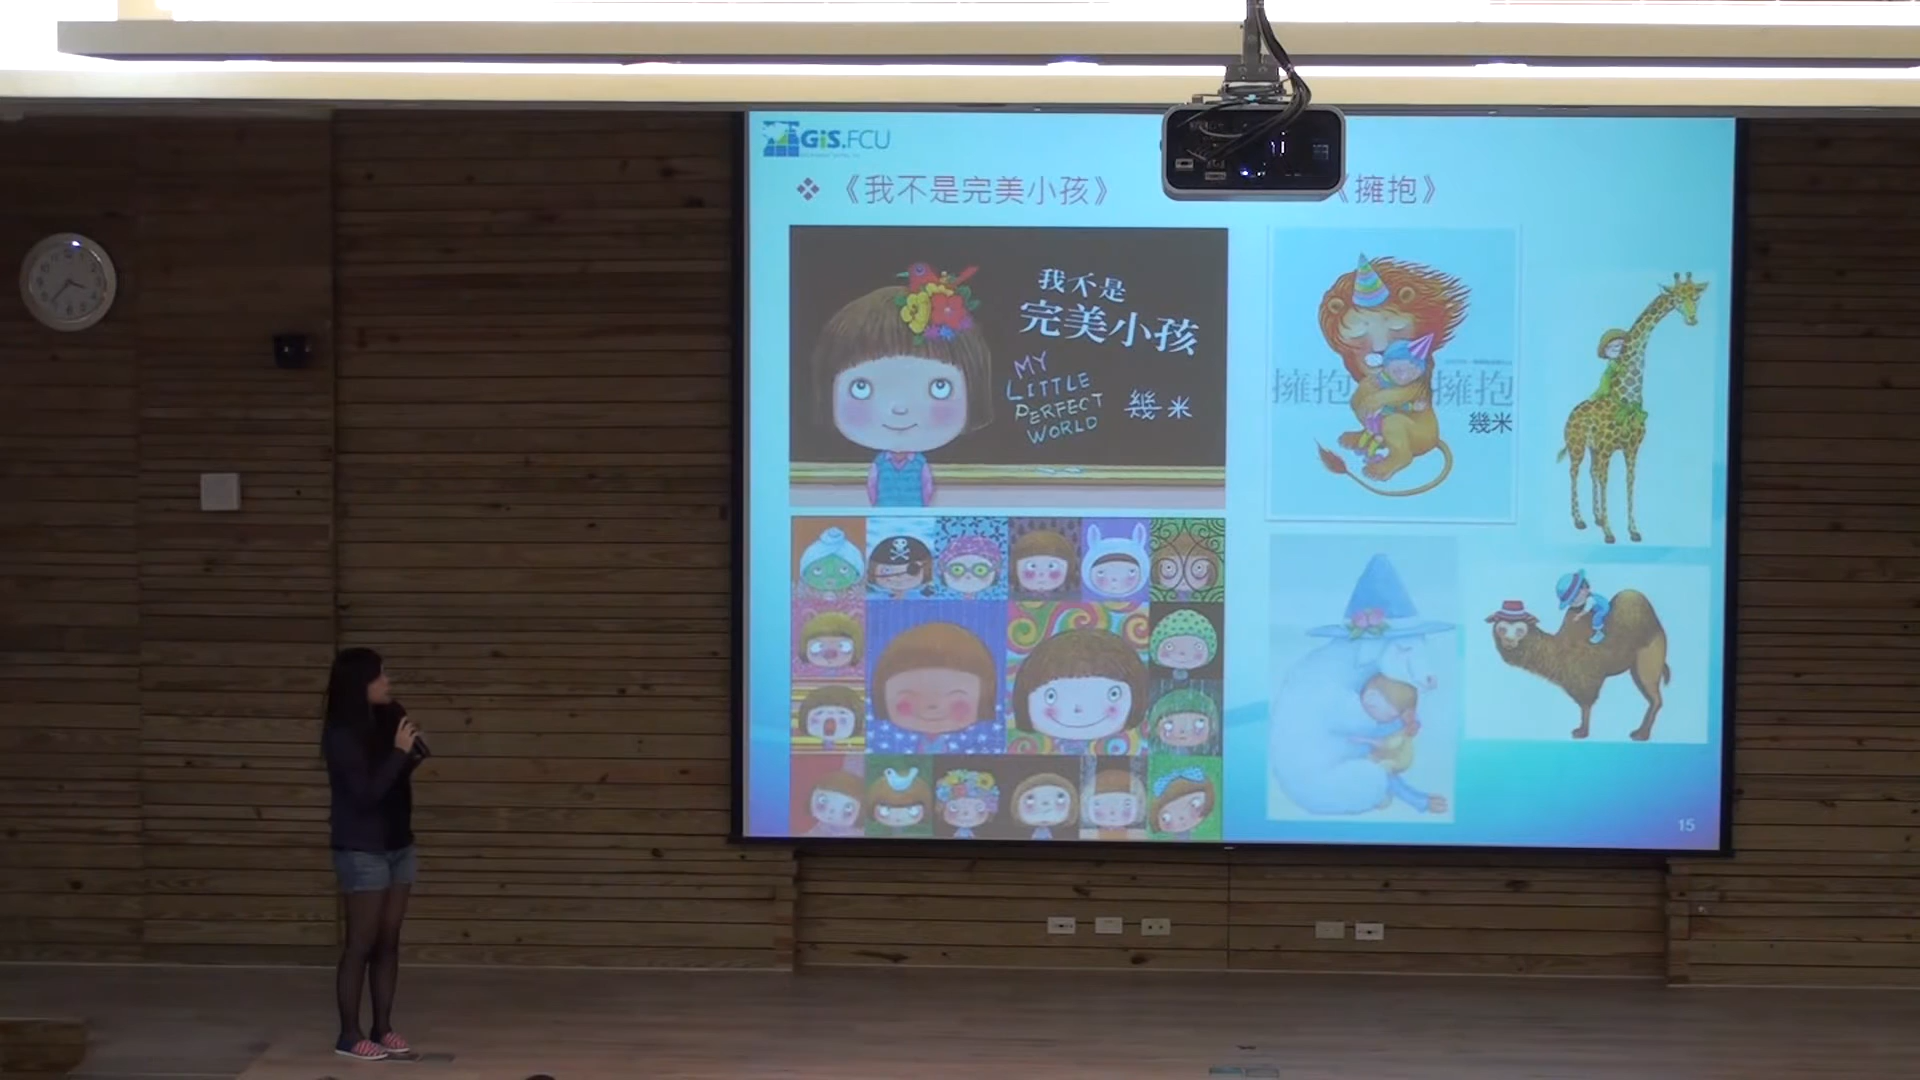 GiS.FCU
《我不是完美小孩》
《擁抱》
我不是
完美小孩
MY
LITTLE
PERFECT
WORLD
幾米
擁抱 擁抱
幾米
15